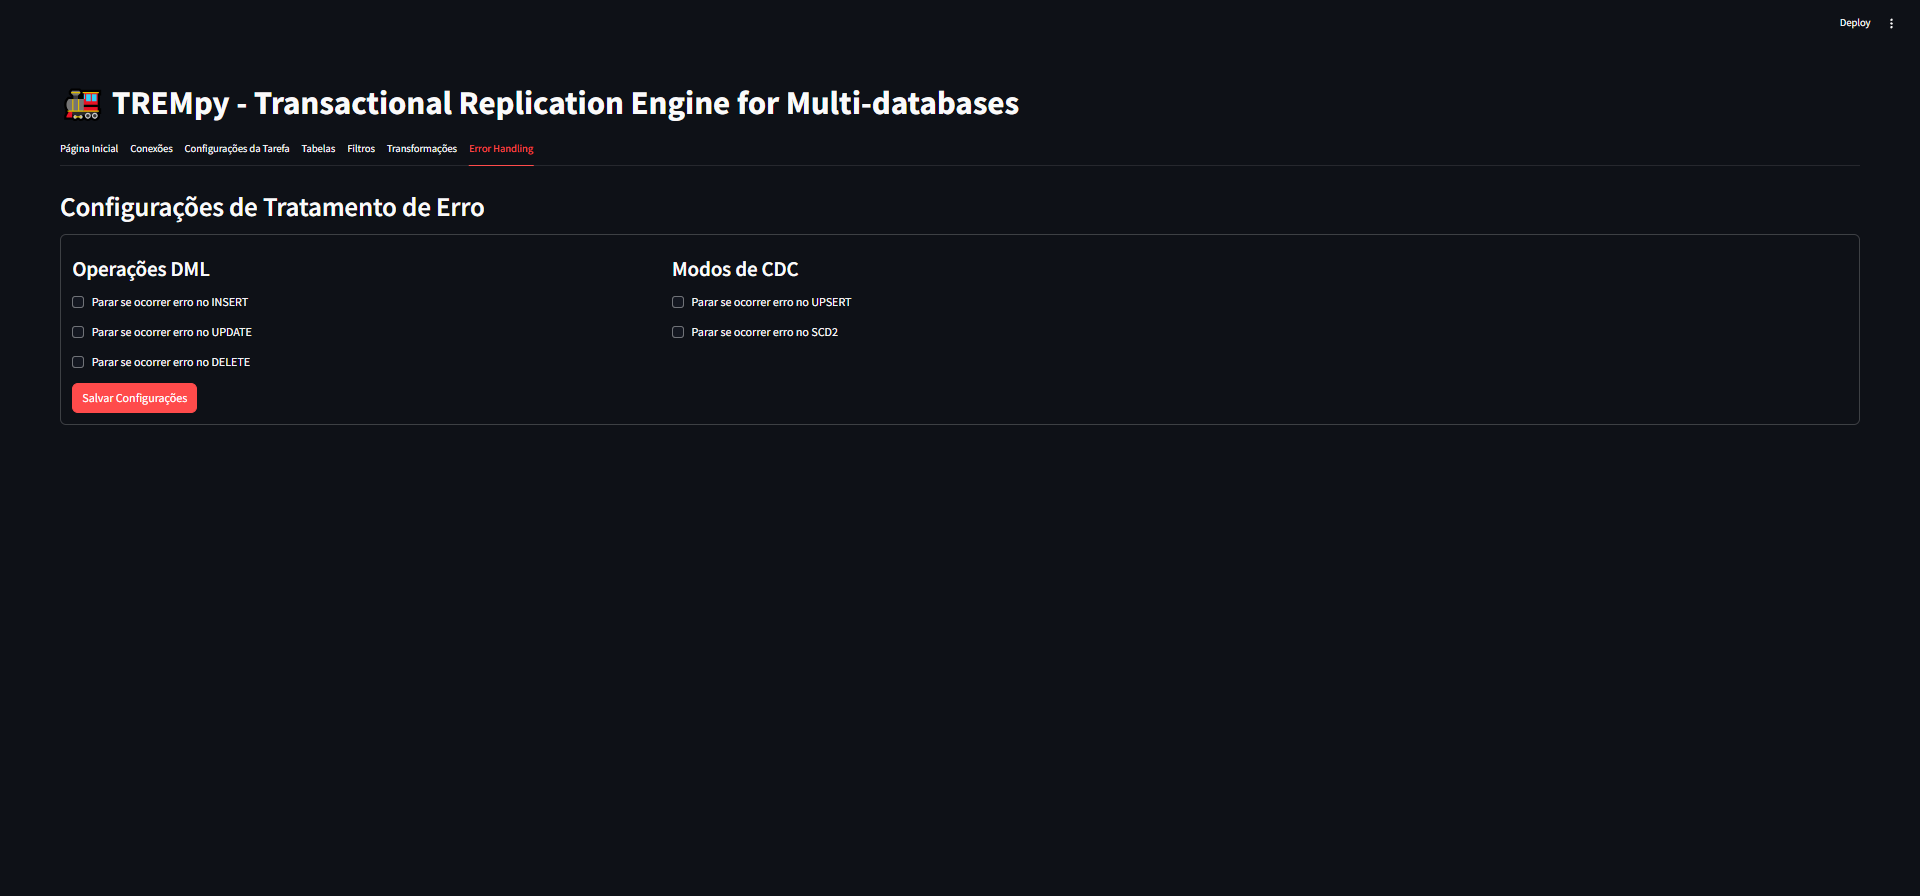 Deploy
TREMpy - Transactional Replication Engine for Multi-databases
Página Inicial Conexões Configurações da Tarefa Tabelas Filtros Transformações Error Handling
Configurações de Tratamento de Erro
Operações DML
Parar se ocorrer erro no INSERT
Parar se ocorrer erro no UPDATE
Parar se ocorrer erro no DELETE
Salvar Configurações
Modos de CDC
Parar se ocorrer erro no UPSERT
Parar se ocorrer erro no SCD2